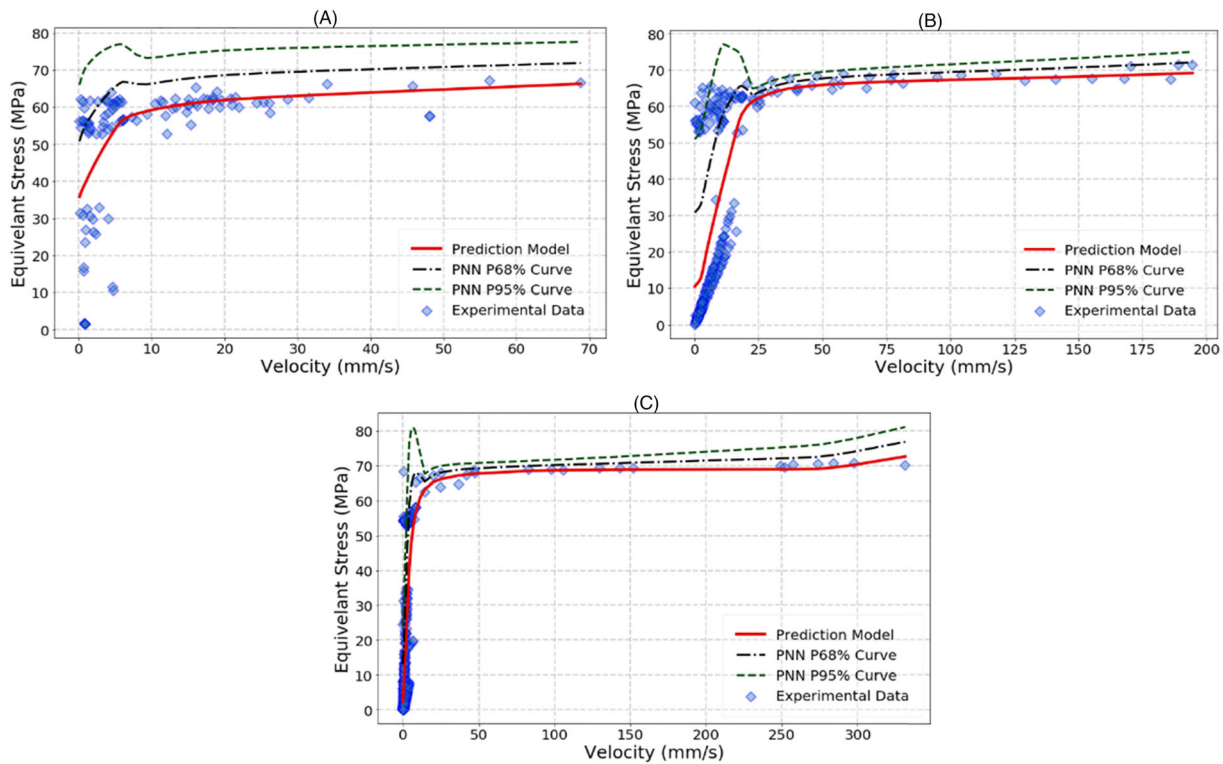 (A)
Equivelant Stress (MPa)
80
70
60
50
40
30
20
10
0
Prediction Model
PNN P68% Curve
PNN P95% Curve
Experimental Data
0 10 20 30 40 50 60 70
Velocity (mm/s)
(B)
Equivelant Stress (MPa)
80
70
60
50
40
30
20
10
0
Prediction Model
PNN P68% Curve
PNN P95% Curve
Experimental Data
0 25 50 75 100 125 150 175 200
Velocity (mm/s)
(C)
Equivelant Stress (MPa)
80
70
60
50
40
30
20
10
0
Prediction Model
PNN P68% Curve
PNN P95% Curve
Experimental Data
0 50 100 150 200 250 300
Velocity (mm/s)